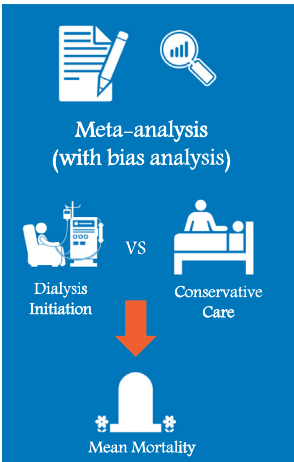 Meta-analysis
(with bias analysis)
VS
Dialysis
Initiation
Conservative
Care
Mean Mortality